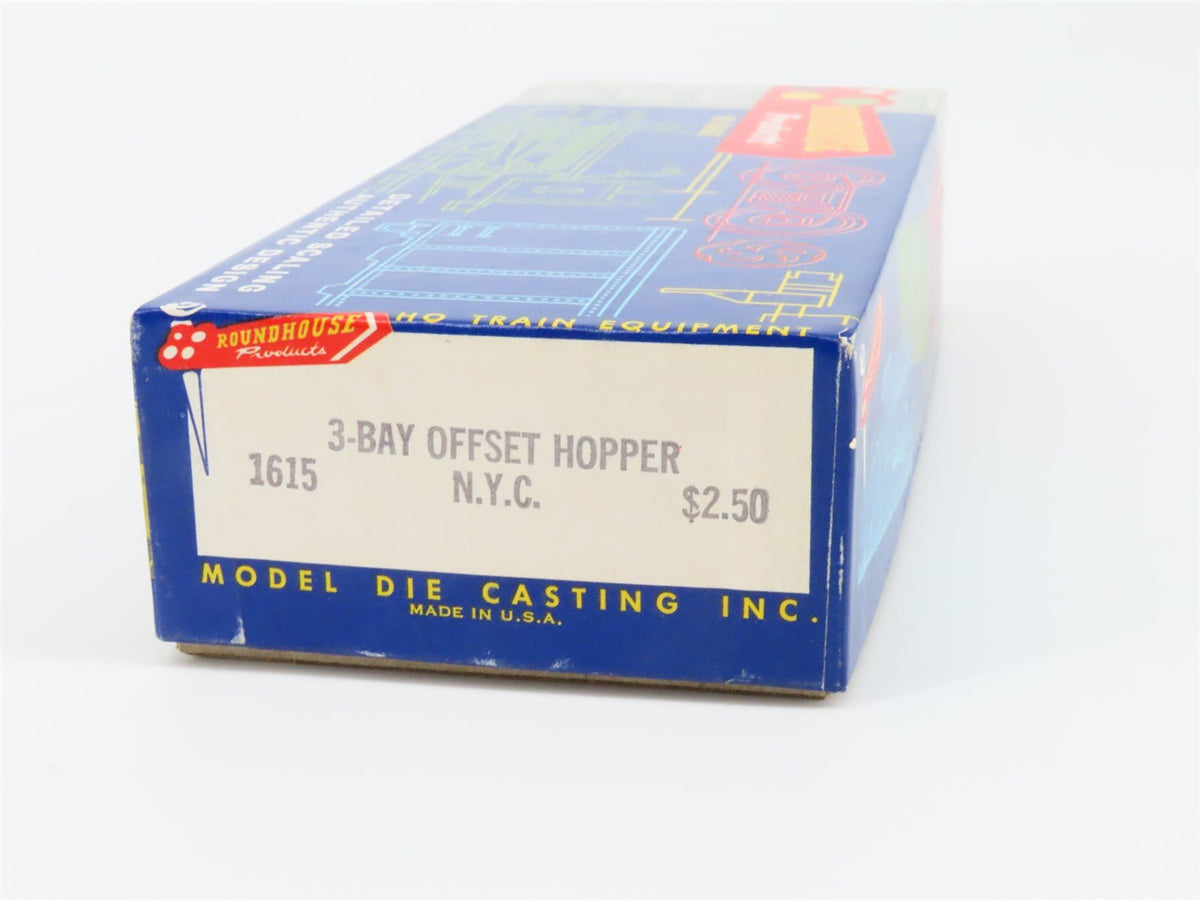 Products
DETAILED SCALING
AUTHENTIC DESIGN
HO TRAIN EQUIPMENT
ROUNDHOUSE
Products
3-BAY OFFSET HOPPER
1615 N.Y.C. $2.50
MODEL DIE CASTING INC.
MADE IN U.S.A.